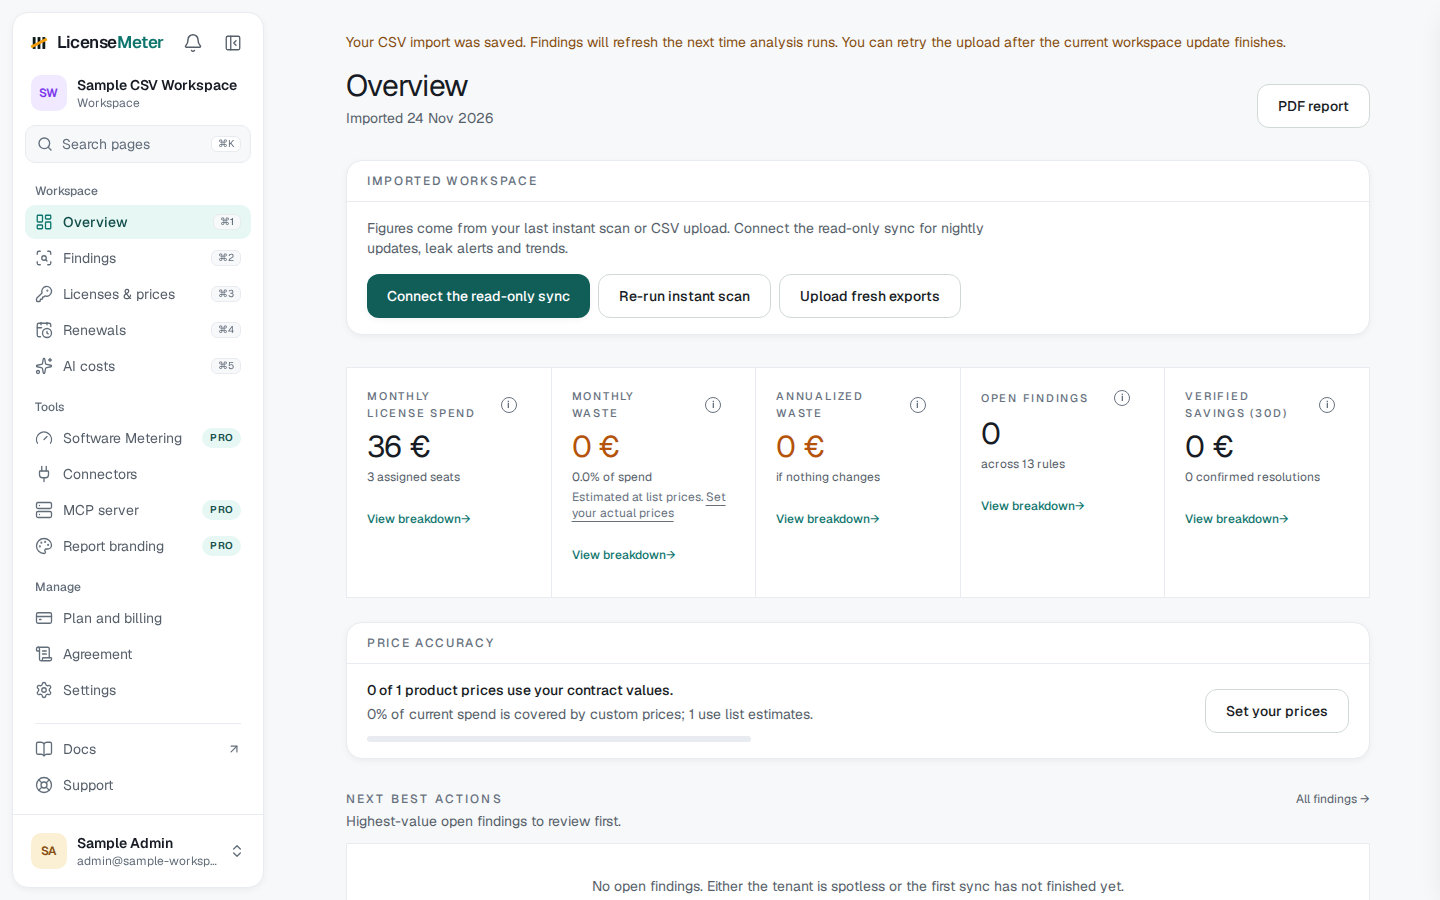 LicenseMeter
SW
Sample CSV Workspace
Workspace
Search pages
⌘K
Workspace
Overview
⌘1
Findings
⌘2
Licenses & prices
⌘3
Renewals
⌘4
AI costs
⌘5
Tools
Software Metering
PRO
Connectors
MCP server
PRO
Report branding
PRO
Manage
Plan and billing
Agreement
Settings
Docs
Support
SA
Sample Admin
admin@sample-worksp...
Your CSV import was saved. Findings will refresh the next time analysis runs. You can retry the upload after the current workspace update finishes.
Overview
Imported 24 Nov 2026
PDF report
IMPORTED WORKSPACE
Figures come from your last instant scan or CSV upload. Connect the read-only sync for nightly
updates, leak alerts and trends.
Connect the read-only sync
Re-run instant scan
Upload fresh exports
MONTHLY
LICENSE SPEND
36 €
3 assigned seats
View breakdown→
MONTHLY
WASTE
0 €
0.0% of spend
Estimated at list prices. Set
your actual prices
View breakdown→
ANNUALIZED
WASTE
0 €
if nothing changes
View breakdown→
OPEN FINDINGS
0
across 13 rules
View breakdown→
VERIFIED
SAVINGS (30D)
0 €
0 confirmed resolutions
View breakdown→
PRICE ACCURACY
0 of 1 product prices use your contract values.
0% of current spend is covered by custom prices; 1 use list estimates.
Set your prices
NEXT BEST ACTIONS
All findings →
Highest-value open findings to review first.
No open findings. Either the tenant is spotless or the first sync has not finished yet.